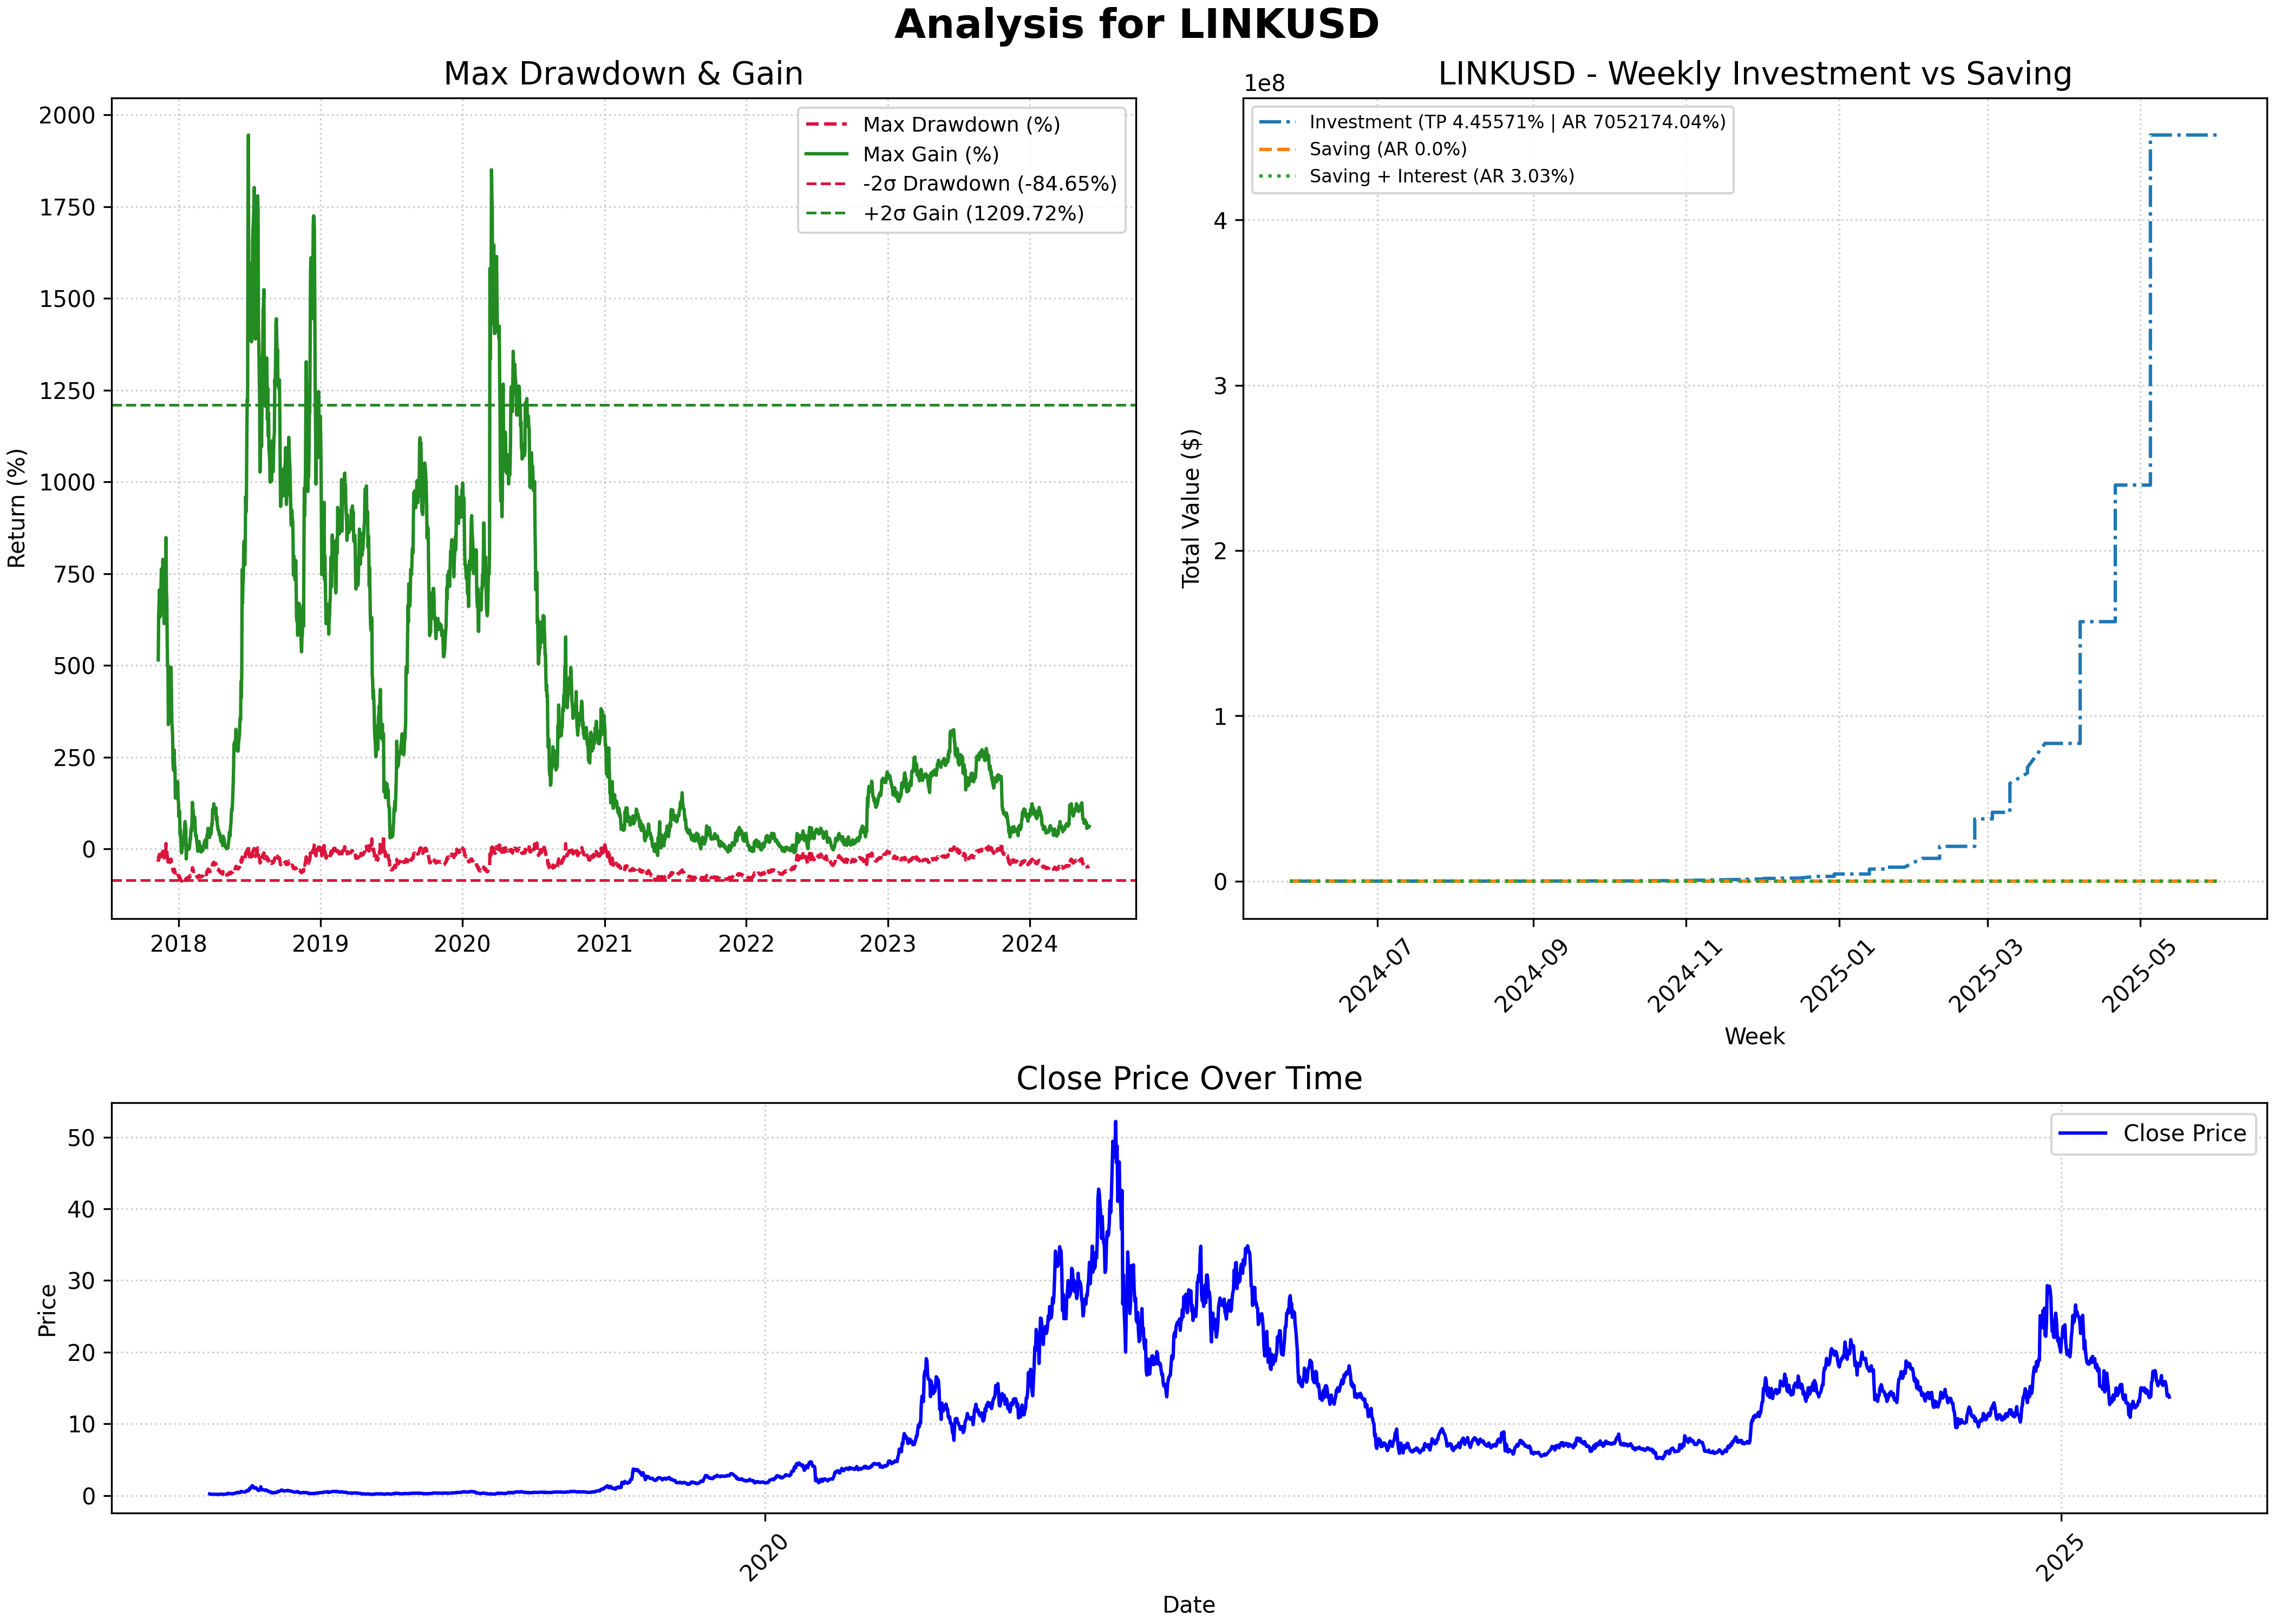 Analysis for LINKUSD
Max Drawdown & Gain
Return (%)
2000
1750
1500
1250
1000
750
500
250
0
Max Drawdown (%)
Max Gain (%)
-2σ Drawdown (-84.65%)
+2σ Gain (1209.72%)
2018 2019 2020 2021 2022 2023 2024
LINKUSD - Weekly Investment vs Saving
1e8
Total Value ($)
4
3
2
1
0
Investment (TP 4.45571% | AR 7052174.04%)
Saving (AR 0.0%)
Saving + Interest (AR 3.03%)
2024-07 2024-09 2024-11 2025-01 2025-03 2025-05
Week
Close Price Over Time
Price
50
40
30
20
10
0
Close Price
2020 2025
Date